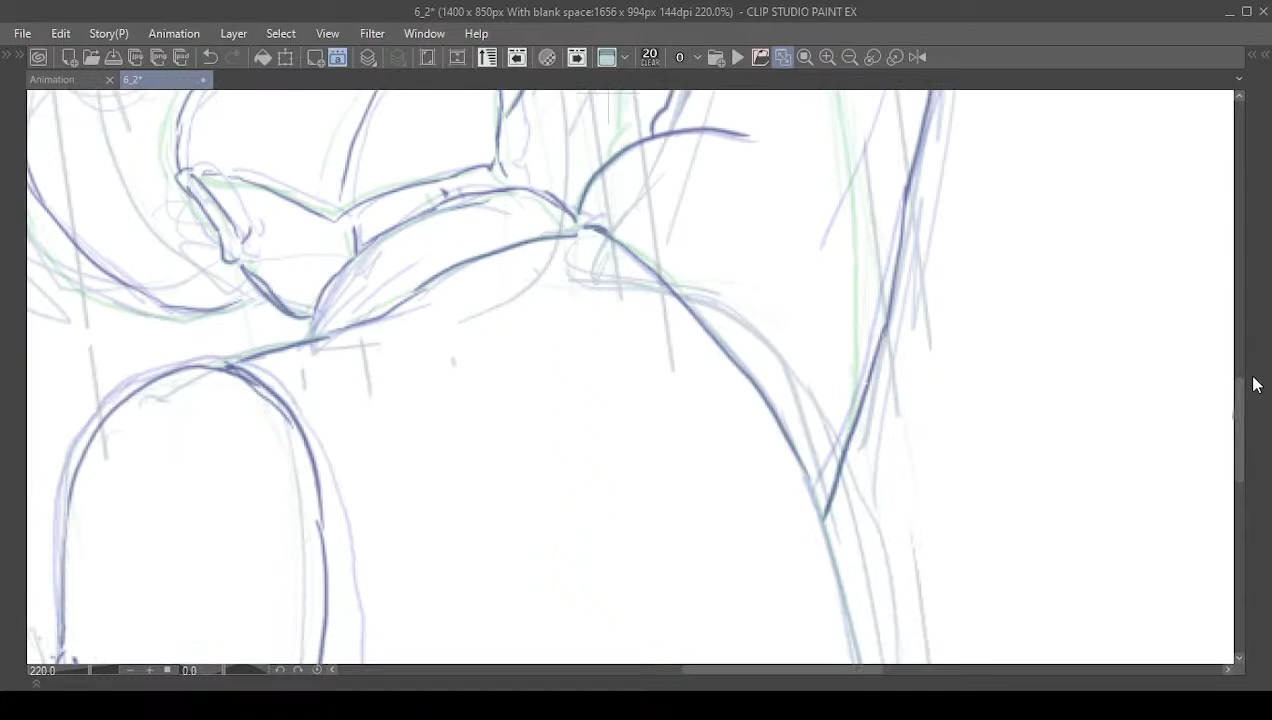 6_2* (1400 x 850px With blank space:1656 x 994px 144dpi 220.0%) - CLIP STUDIO PAINT EX
File Edit Story(P) Animation Layer Select View Filter Window Help
20 CLEAR 0
Animation 6_2*
220.0 0.0